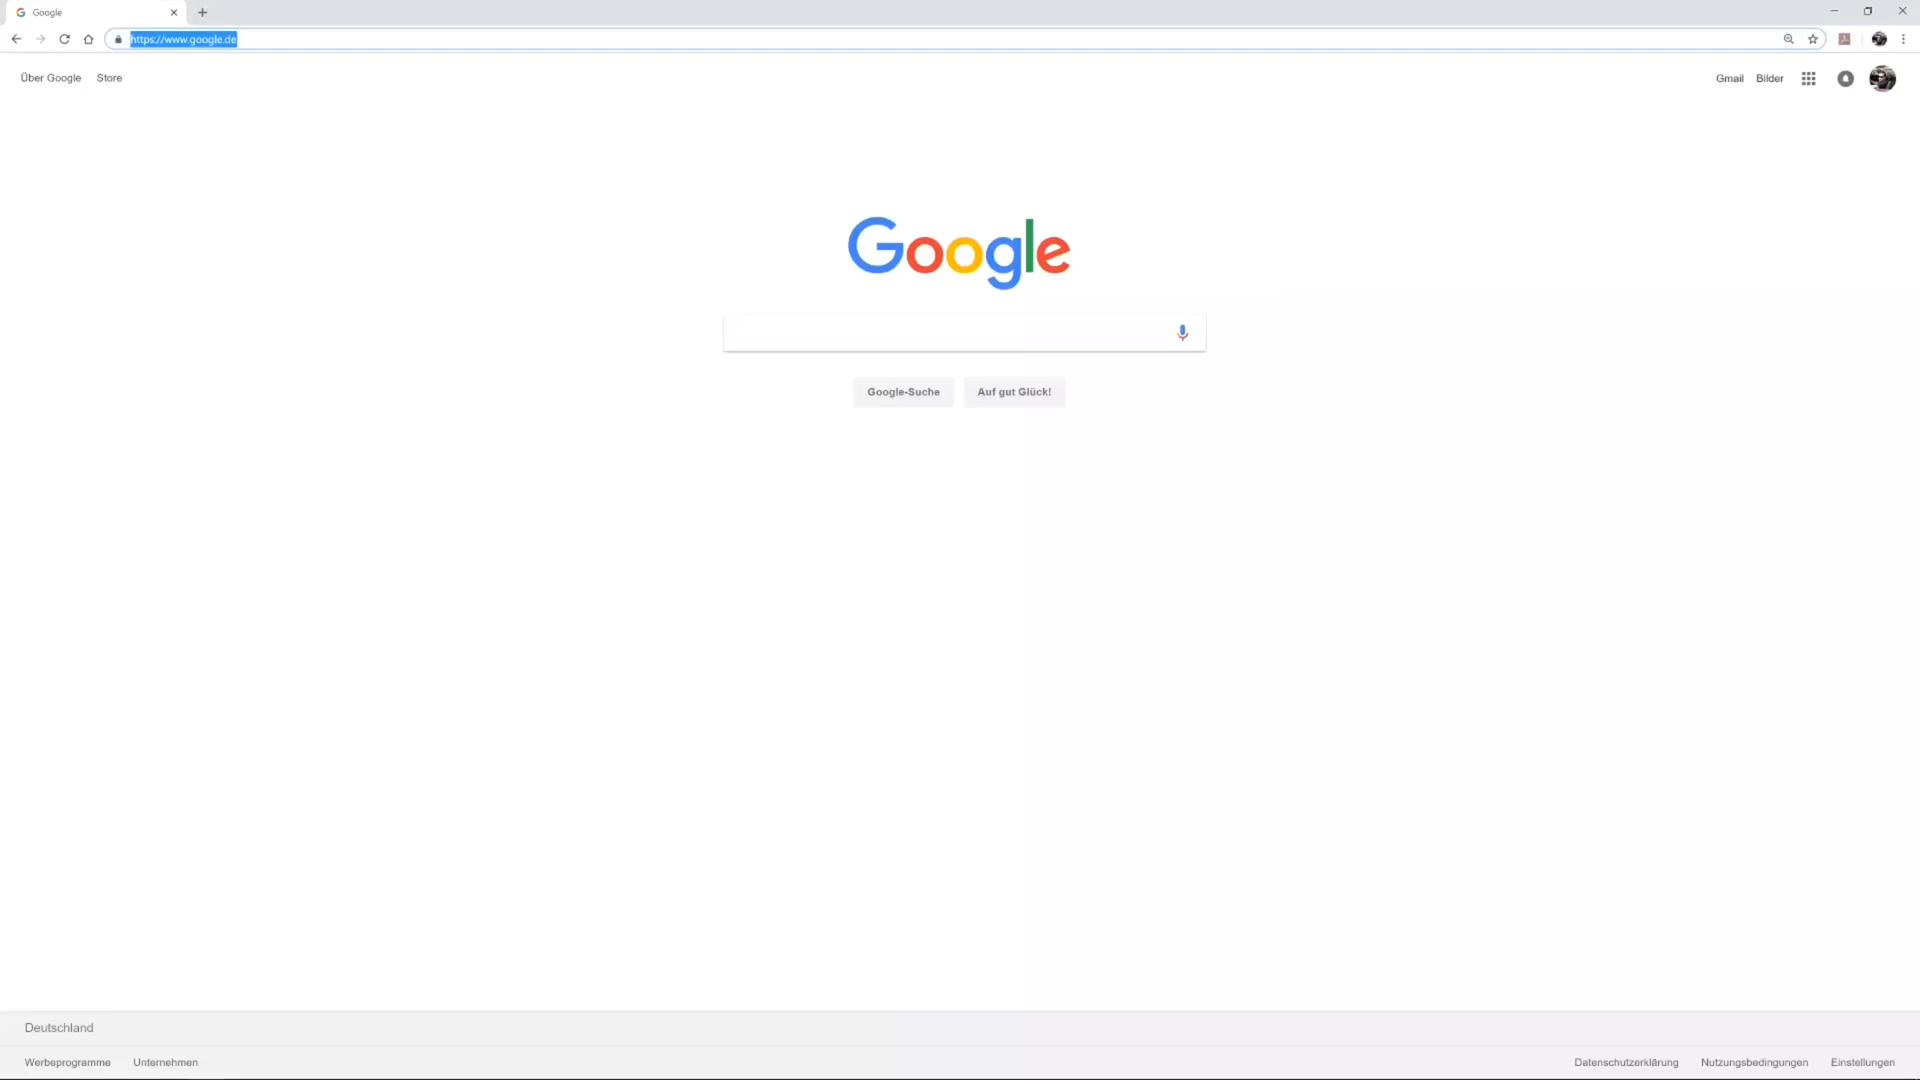 Google
https://www.google.de
Über Google Store
Gmail Bilder
Google
Google-Suche Auf gut Glück!
Deutschland
Werbeprogramme Unternehmen
Datenschutzerklärung Nutzungsbedingungen Einstellungen